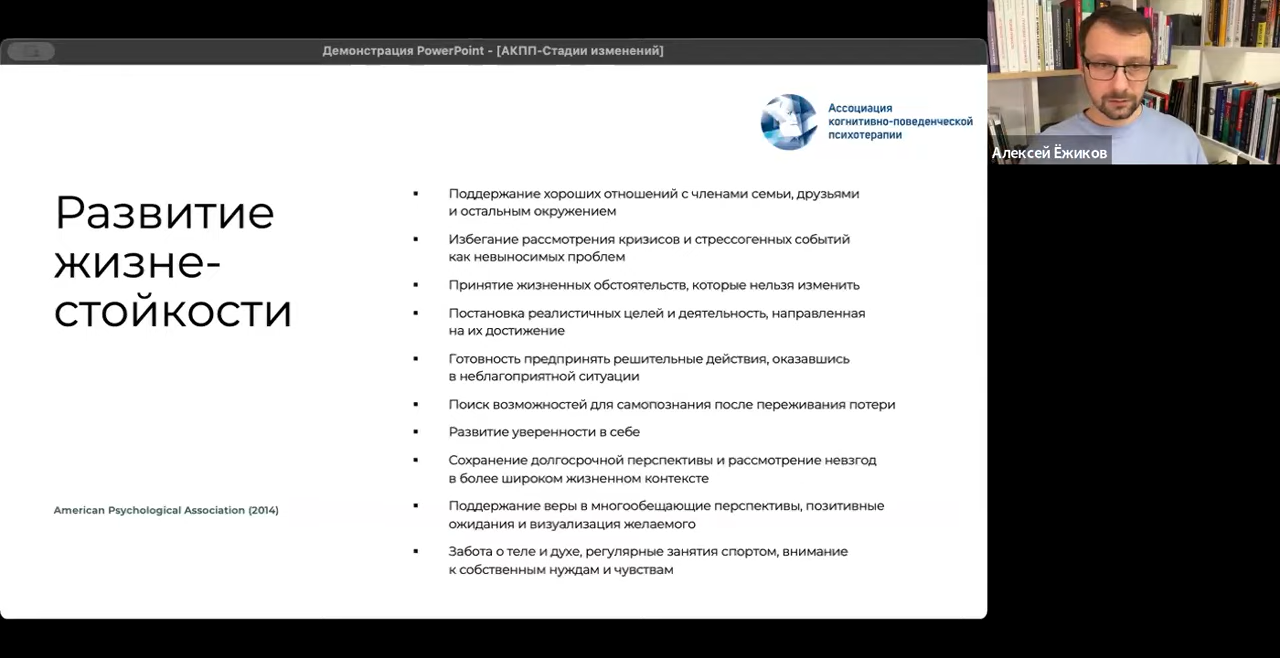 Демонстрация PowerPoint - [АКПП-Стадии изменений]
Ассоциация
когнитивно-поведенческой
психотерапии
Алексей Ёжиков
Развитие
жизне-
стойкости
▪ Поддержание хороших отношений с членами семьи, друзьями
и остальным окружением
▪ Избегание рассмотрения кризисов и стрессогенных событий
как невыносимых проблем
▪ Принятие жизненных обстоятельств, которые нельзя изменить
▪ Постановка реалистичных целей и деятельность, направленная
на их достижение
▪ Готовность предпринять решительные действия, оказавшись
в неблагоприятной ситуации
▪ Поиск возможностей для самопознания после переживания потери
▪ Развитие уверенности в себе
▪ Сохранение долгосрочной перспективы и рассмотрение невзгод
в более широком жизненном контексте
▪ Поддержание веры в многообещающие перспективы, позитивные
ожидания и визуализация желаемого
▪ Забота о теле и духе, регулярные занятия спортом, внимание
к собственным нуждам и чувствам
American Psychological Association (2014)